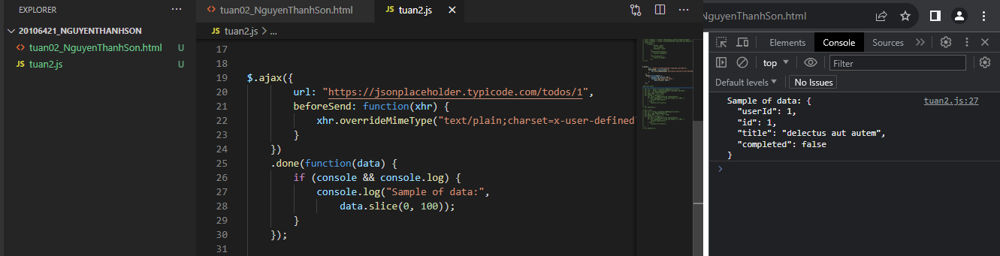 EXPLORER
20106421_NGUYENTHANHSON
tuan02_NguyenThanhSon.html U
tuan2.js U
tuan02_NguyenThanhSon.html
tuan2.js
tuan2.js > ...
17
18
19 $.ajax({
20 url: "https://jsonplaceholder.typicode.com/todos/1",
21 beforeSend: function(xhr) {
22 xhr.overrideMimeType("text/plain;charset=x-user-defined
23 }
24 })
25 .done(function(data) {
26 if (console && console.log) {
27 console.log("Sample of data:",
28 data.slice(0, 100));
29 }
30 });
31
NguyenThanhSon.html
Elements Console Sources
top Filter
Default levels No Issues
Sample of data: { tuan2.js:27
"userId": 1,
"id": 1,
"title": "delectus aut autem",
"completed": false
}